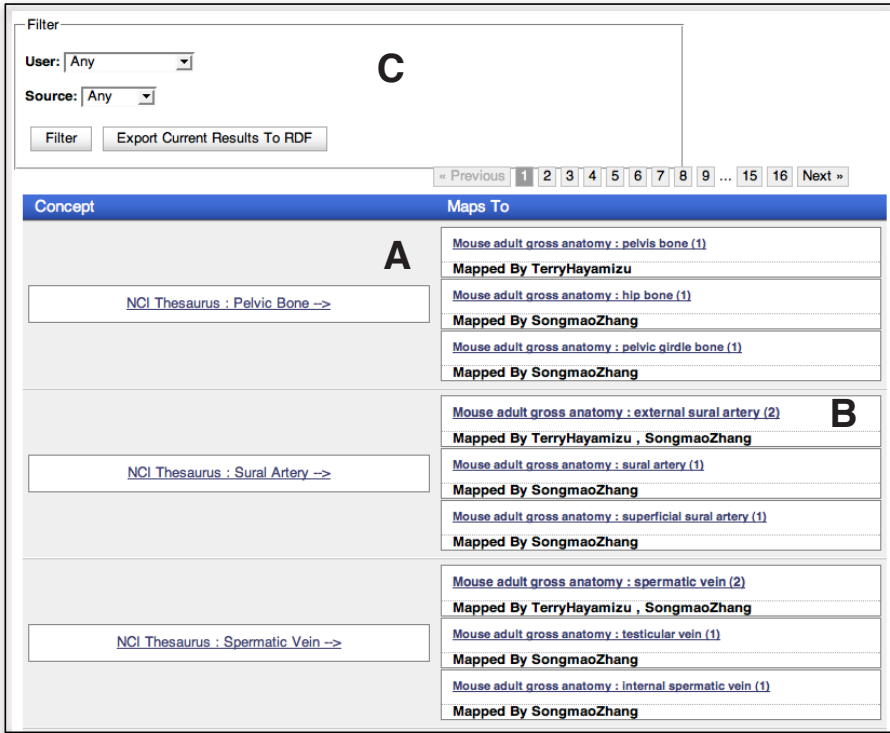 Filter
User: Any
C
Source: Any
Filter Export Current Results To RDF
« Previous 1 2 3 4 5 6 7 8 9 ... 15 16 Next »
Concept Maps To
A
Mouse adult gross anatomy : pelvis bone (1)
Mapped By TerryHayamizu
NCI Thesaurus : Pelvic Bone -->
Mouse adult gross anatomy : hip bone (1)
Mapped By SongmaoZhang
Mouse adult gross anatomy : pelvic girdle bone (1)
Mapped By SongmaoZhang
Mouse adult gross anatomy : external sural artery (2)
B
Mapped By TerryHayamizu , SongmaoZhang
NCI Thesaurus : Sural Artery -->
Mouse adult gross anatomy : sural artery (1)
Mapped By SongmaoZhang
Mouse adult gross anatomy : superficial sural artery (1)
Mapped By SongmaoZhang
Mouse adult gross anatomy : spermatic vein (2)
Mapped By TerryHayamizu , SongmaoZhang
NCI Thesaurus : Spermatic Vein -->
Mouse adult gross anatomy : testicular vein (1)
Mapped By SongmaoZhang
Mouse adult gross anatomy : internal spermatic vein (1)
Mapped By SongmaoZhang